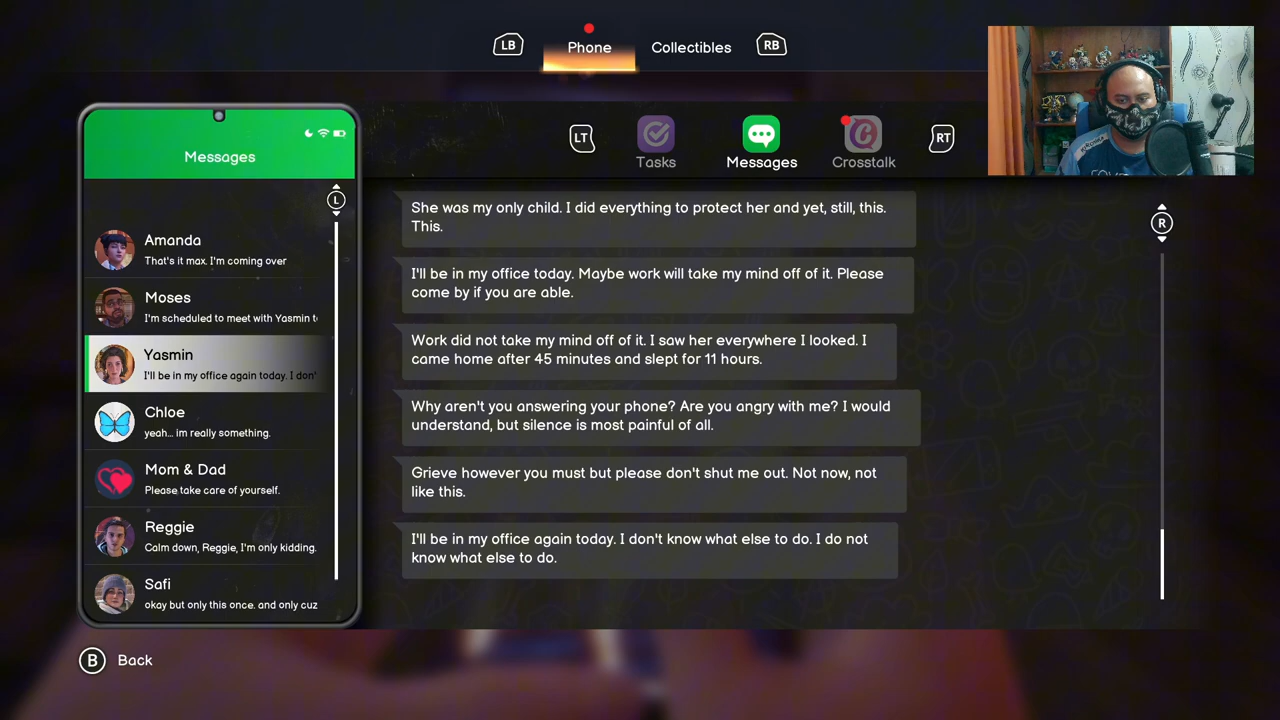 LB
Phone
Collectibles
RB
Messages
LT
Tasks
Messages
Crosstalk
RT
L
R
Amanda
That's it max. I'm coming over
Moses
I'm scheduled to meet with Yasmin t
Yasmin
I'll be in my office again today. I don'
Chloe
yeah... im really something.
Mom & Dad
Please take care of yourself.
Reggie
Calm down, Reggie, I'm only kidding.
Safi
okay but only this once. and only cuz
She was my only child. I did everything to protect her and yet, still, this.
This.
I'll be in my office today. Maybe work will take my mind off of it. Please
come by if you are able.
Work did not take my mind off of it. I saw her everywhere I looked. I
came home after 45 minutes and slept for 11 hours.
Why aren't you answering your phone? Are you angry with me? I would
understand, but silence is most painful of all.
Grieve however you must but please don't shut me out. Not now, not
like this.
I'll be in my office again today. I don't know what else to do. I do not
know what else to do.
B
Back